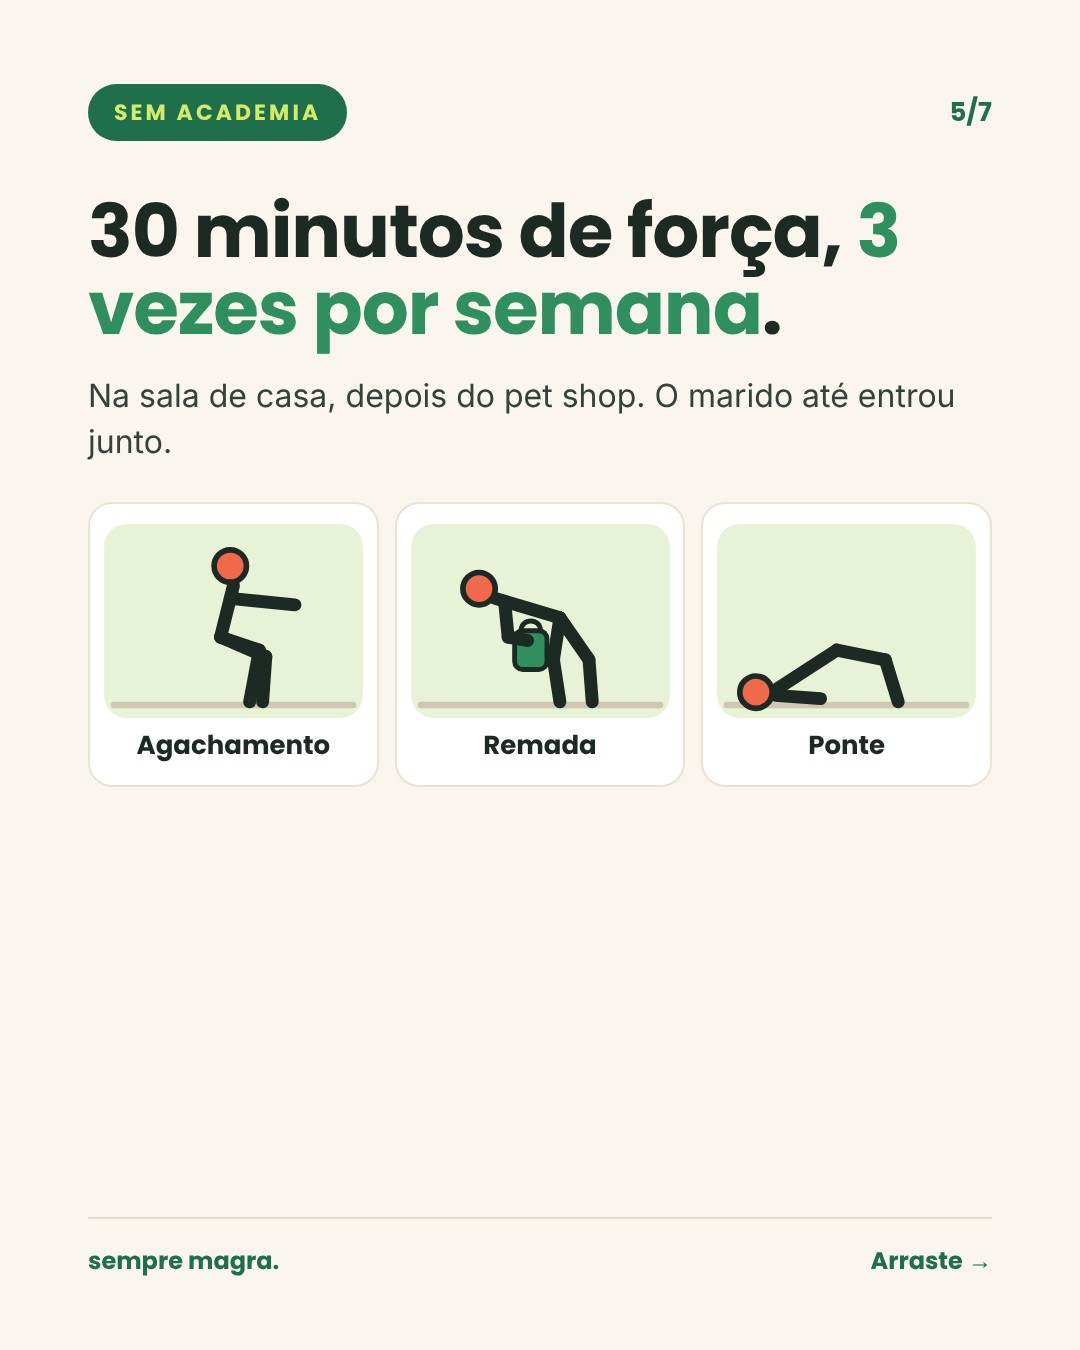 SEM ACADEMIA
5/7
30 minutos de força, 3
vezes por semana.
Na sala de casa, depois do pet shop. O marido até entrou
junto.
Agachamento
Remada
Ponte
sempre magra.
Arraste →